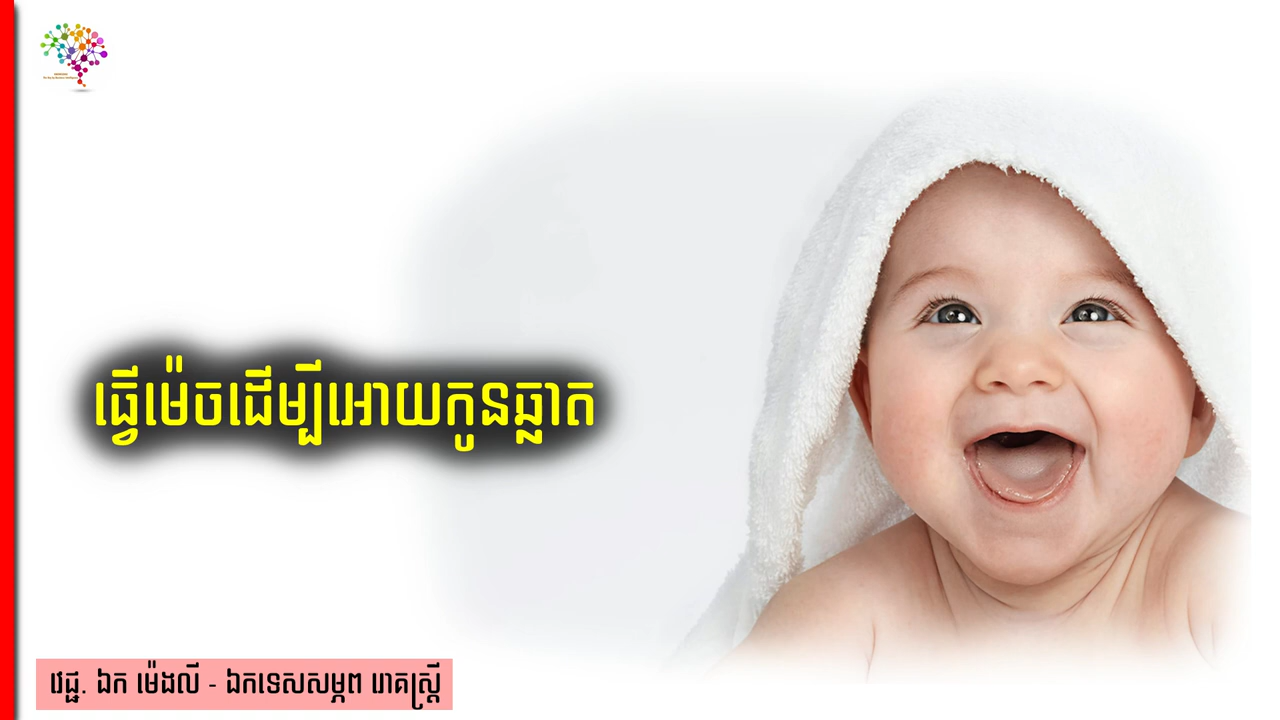 ធ្វើម៉េចដើម្បីអោយកូនឆ្លាត
វេជ្ជ. ឯក ម៉េងលី - ឯកទេសសម្ភព រោគស្ត្រី